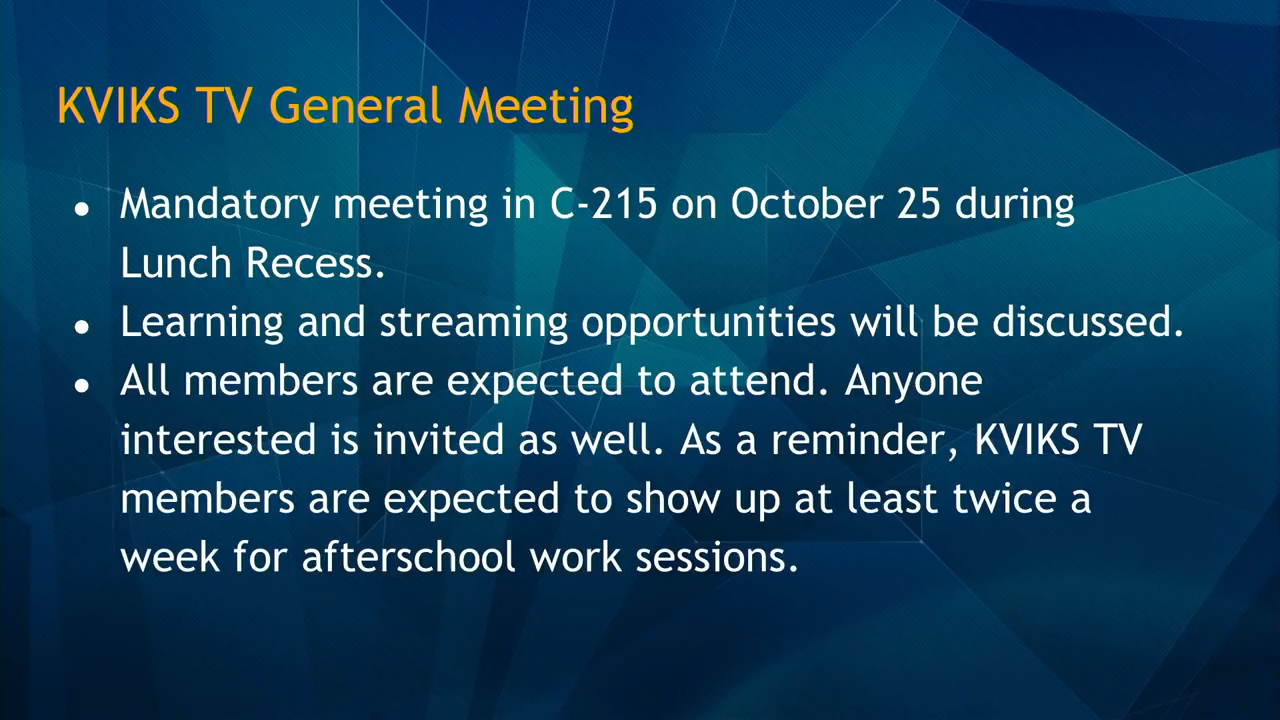 KVIKS TV General Meeting
● Mandatory meeting in C-215 on October 25 during
Lunch Recess.
● Learning and streaming opportunities will be discussed.
● All members are expected to attend. Anyone
interested is invited as well. As a reminder, KVIKS TV
members are expected to show up at least twice a
week for afterschool work sessions.